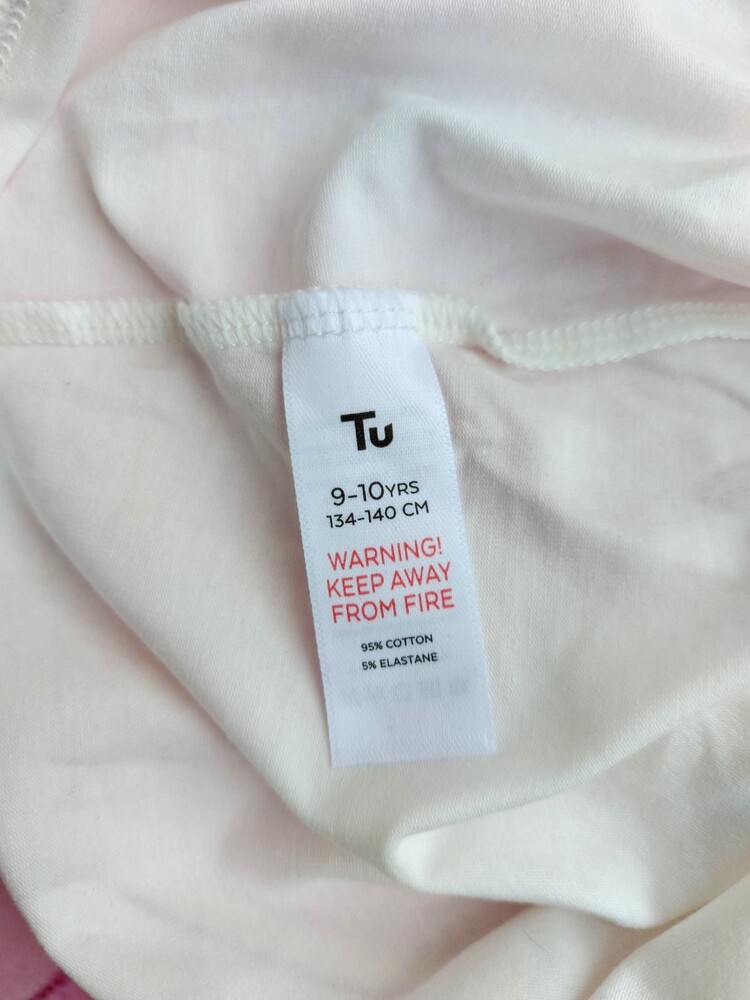 Tu
9-10YRS
134-140 CM
WARNING!
KEEP AWAY
FROM FIRE
95% COTTON
5% ELASTANE